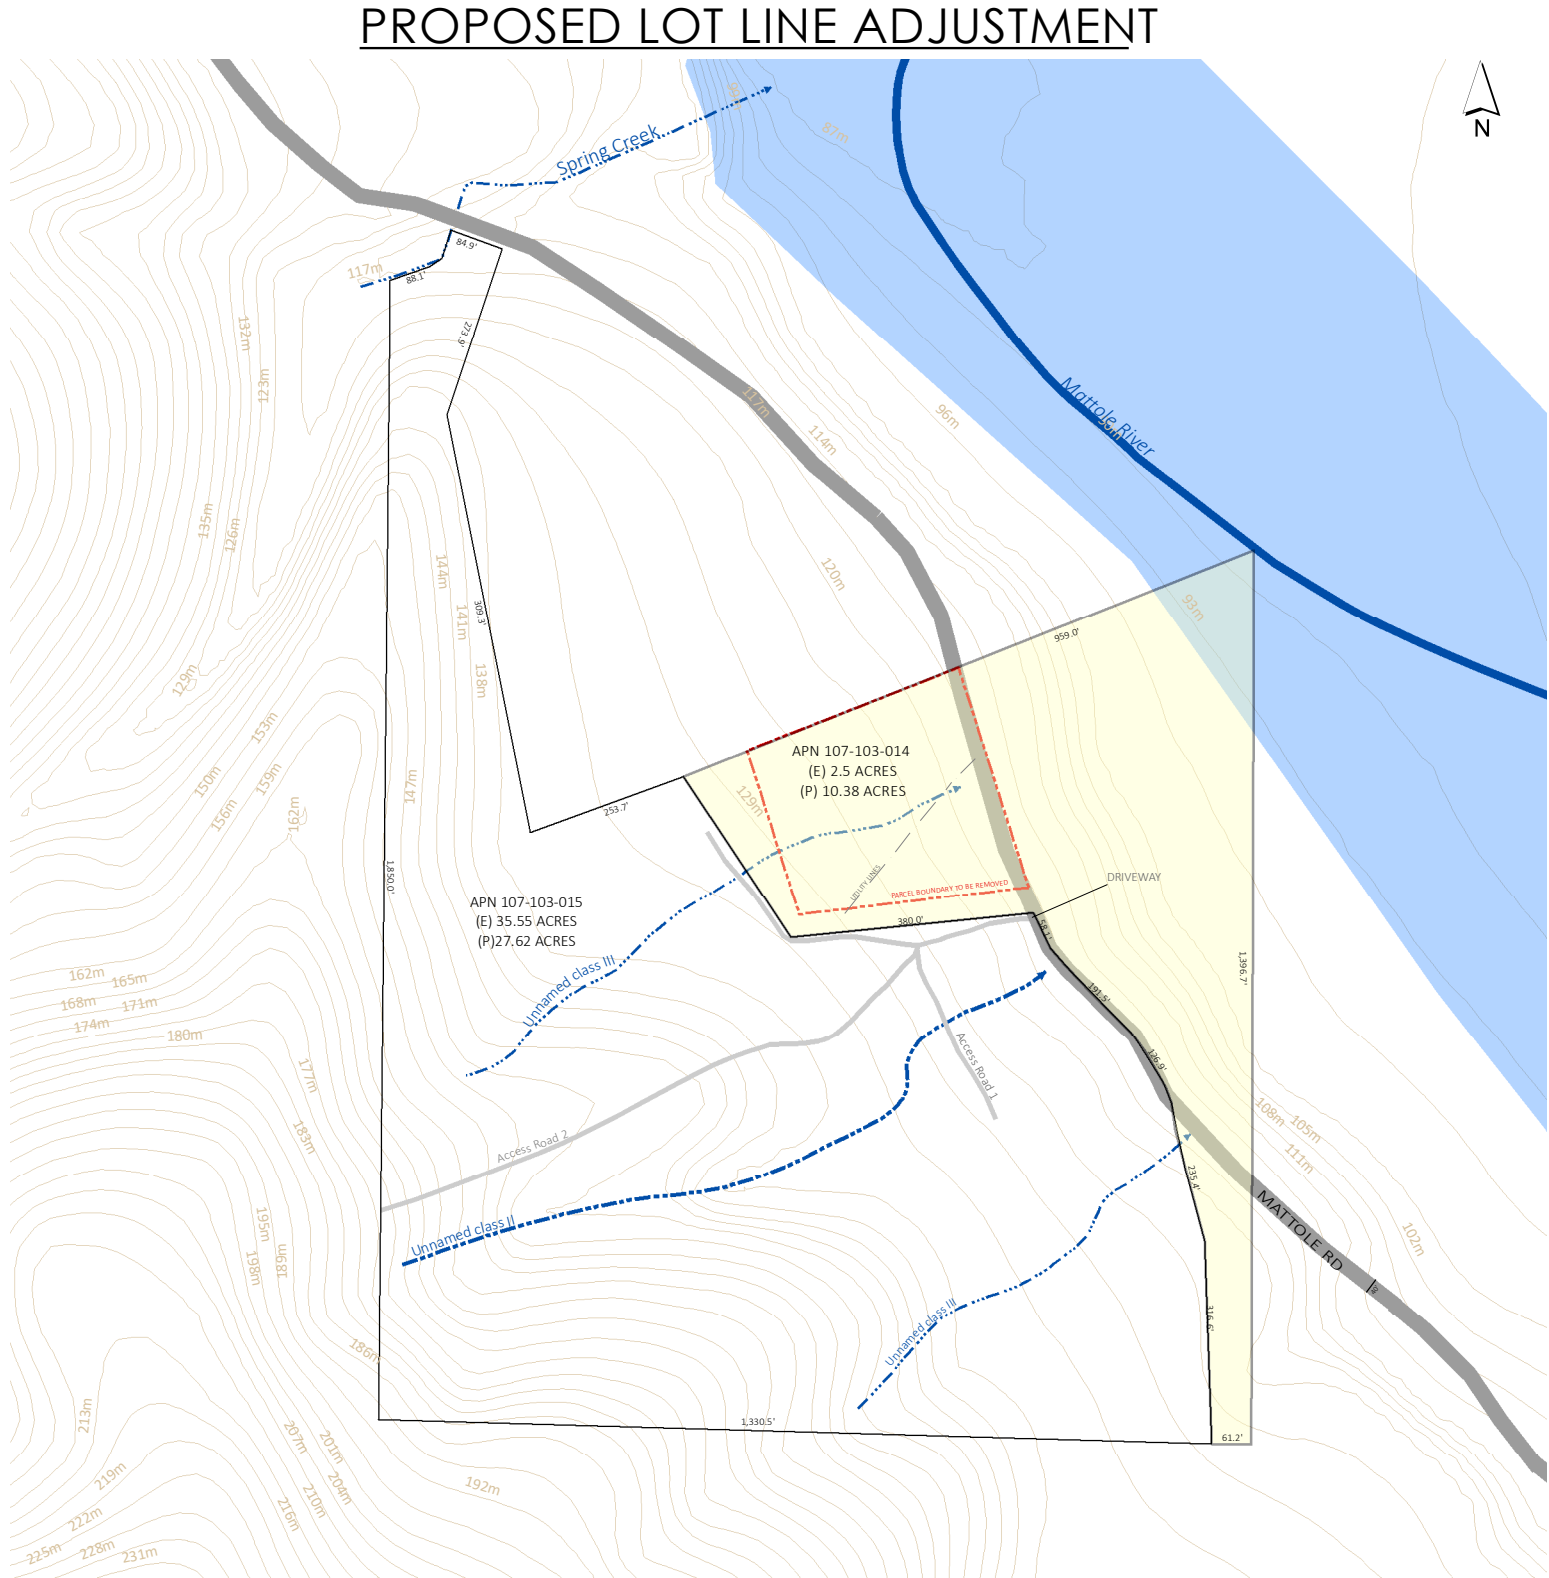 PROPOSED LOT LINE ADJUSTMENT
N
90m
87m
Spring Creek
84.9'
117m
88.1'
132m
273.9'
123m
Mattole River
90m
96m
117m
114m
135m
126m
144m
120m
309.3'
141m
93m
959.0'
129m
138m
153m
APN 107-103-014
(E) 2.5 ACRES
(P) 10.38 ACRES
150m
159m
147m
129m
156m
162m
253.7'
1,850.0'
UTILITY LINES
PARCEL BOUNDARY TO BE REMOVED
DRIVEWAY
APN 107-103-015
(E) 35.55 ACRES
(P)27.62 ACRES
380.0'
58.1'
1,396.7'
Unnamed class III
162m
165m
168m
171m
174m
180m
191.5'
177m
Access Road 1
126.9'
108m
105m
111m
183m
Access Road 2
235.4'
195m
Unnamed class II
MATTOLE RD
102m
198m
189m
Unnamed class III
316.6'
186m
213m
1,330.5'
61.2'
207m
201m
219m
204m
192m
210m
216m
222m
225m
228m
231m